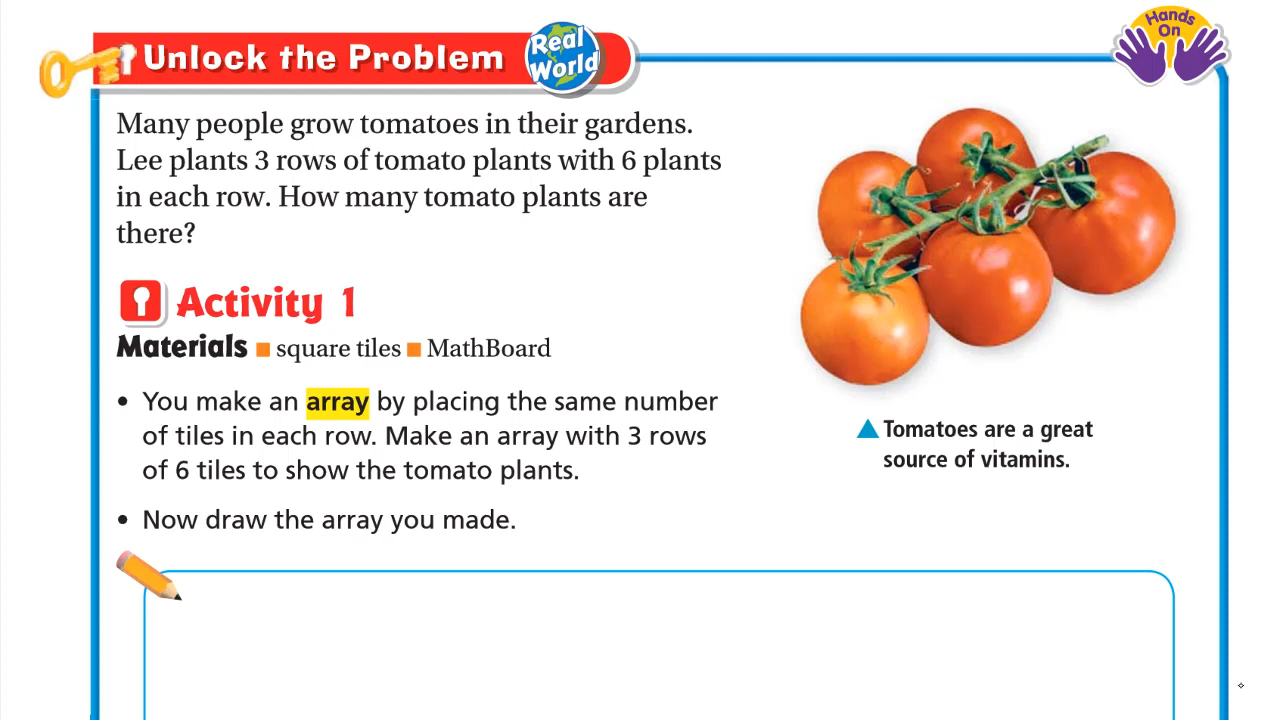 Unlock the Problem
Real
World
Hands
On
Many people grow tomatoes in their gardens.
Lee plants 3 rows of tomato plants with 6 plants
in each row. How many tomato plants are
there?
Activity 1
Materials ■ square tiles ■ MathBoard
• You make an array by placing the same number
of tiles in each row. Make an array with 3 rows
of 6 tiles to show the tomato plants.
• Now draw the array you made.
▲ Tomatoes are a great
source of vitamins.